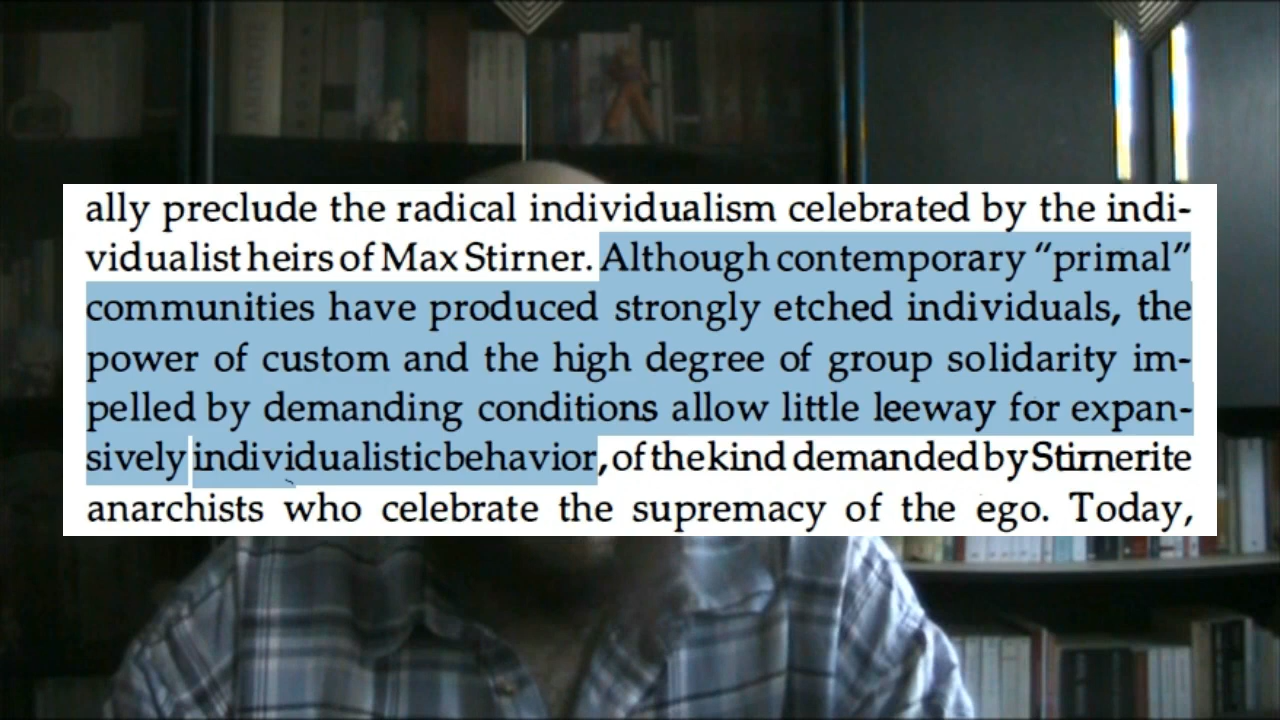 ally preclude the radical individualism celebrated by the indi-
vidualist heirs of Max Stirner. Although contemporary “primal”
communities have produced strongly etched individuals, the
power of custom and the high degree of group solidarity im-
pelled by demanding conditions allow little leeway for expan-
sively individualistic behavior, of the kind demanded by Stirnerite
anarchists who celebrate the supremacy of the ego. Today,